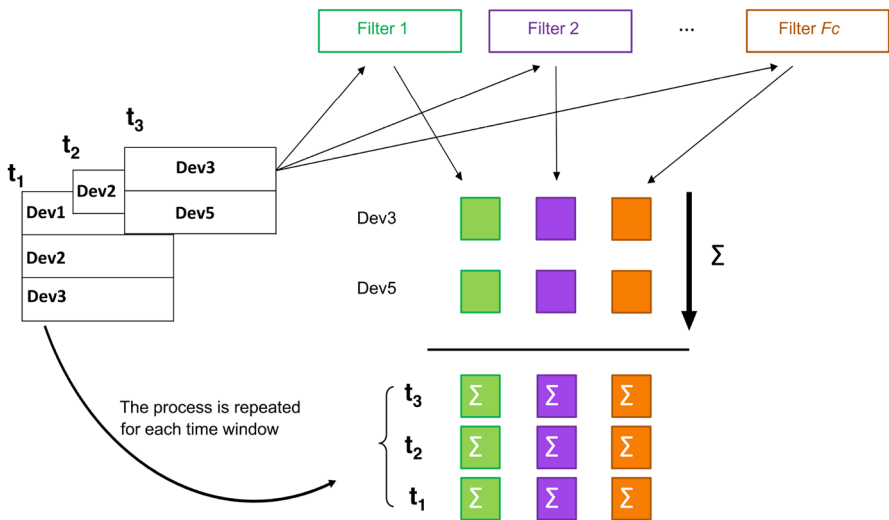 Filter 1
Filter 2
...
Filter Fc
t3
t2
t1
Dev3
Dev2
Dev1
Dev5
Dev2
Dev3
Dev3
Σ
Dev5
The process is repeated
for each time window
t3 Σ Σ Σ
t2 Σ Σ Σ
t1 Σ Σ Σ